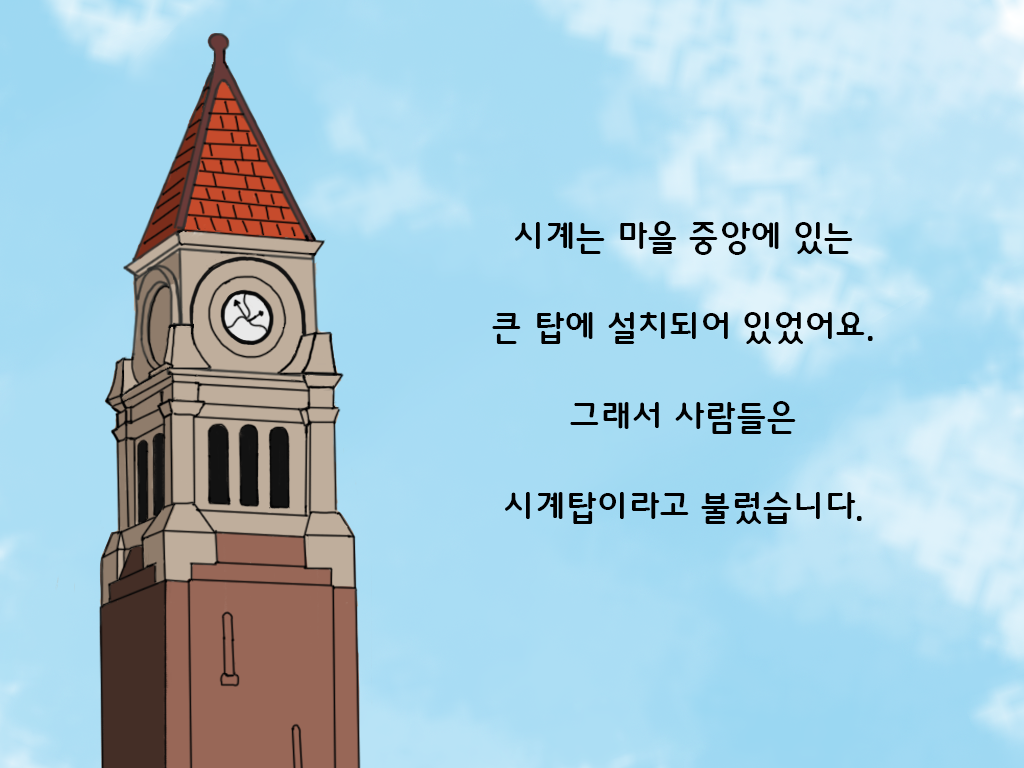 시계는 마을 중앙에 있는
큰 탑에 설치되어 있었어요.
그래서 사람들은
시계탑이라고 불렀습니다.